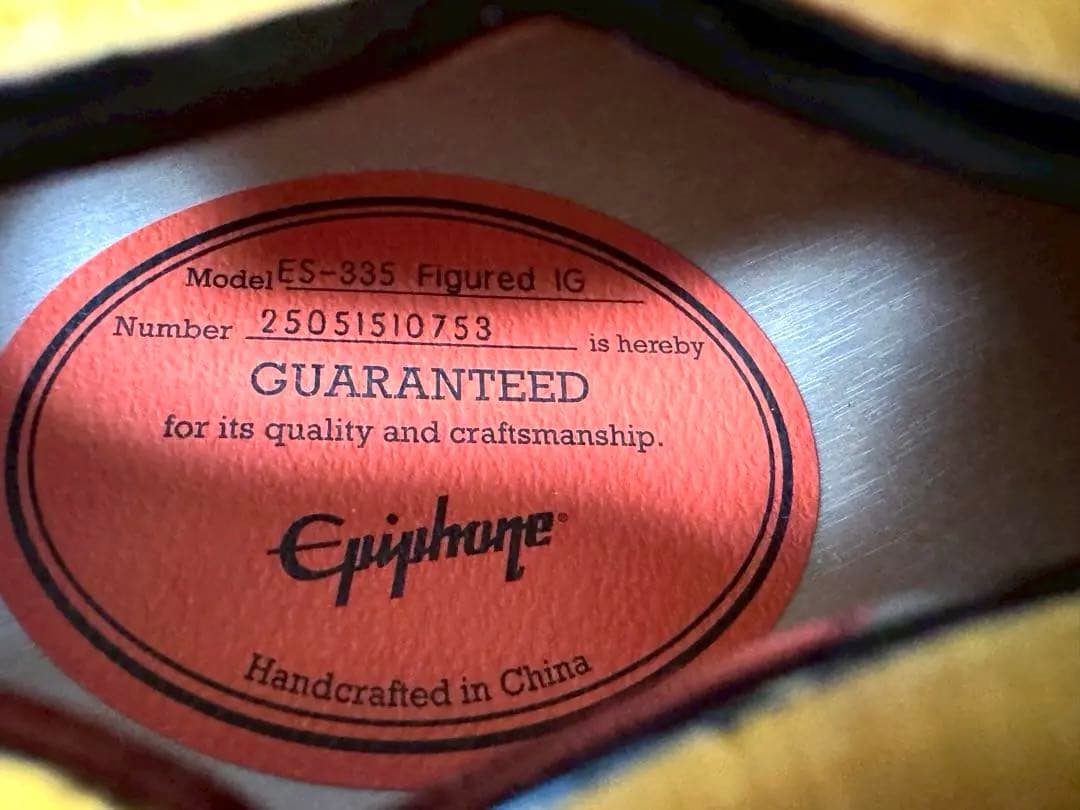 Model ES-335 Figured IG
Number 25051510753 is hereby
GUARANTEED
for its quality and craftsmanship.
Epiphone®
Handcrafted in China